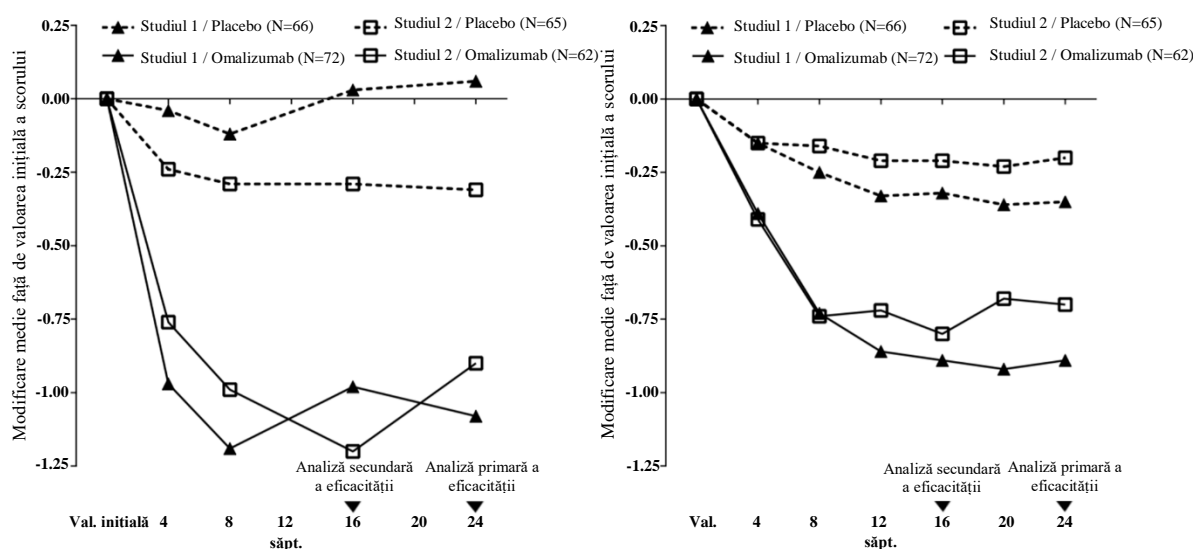 Modificare medie față de valoarea inițială a scorului
0.25
0.00
-0.25
-0.50
-0.75
-1.00
-1.25
Studiul 1 / Placebo (N=66)
Studiul 2 / Placebo (N=65)
Studiul 1 / Omalizumab (N=72)
Studiul 2 / Omalizumab (N=62)
Analiză secundară
a eficacității
Analiză primară a
eficacității
Val. initială 4 8 12 16 20 24
săpt.
Modificare medie față de valoarea inițială a scorului
0.25
0.00
-0.25
-0.50
-0.75
-1.00
-1.25
Studiul 1 / Placebo (N=66)
Studiul 2 / Placebo (N=65)
Studiul 1 / Omalizumab (N=72)
Studiul 2 / Omalizumab (N=62)
Analiză secundară
a eficacității
Analiză primară a
eficacității
Val. 4 8 12 16 20 24
săpt.